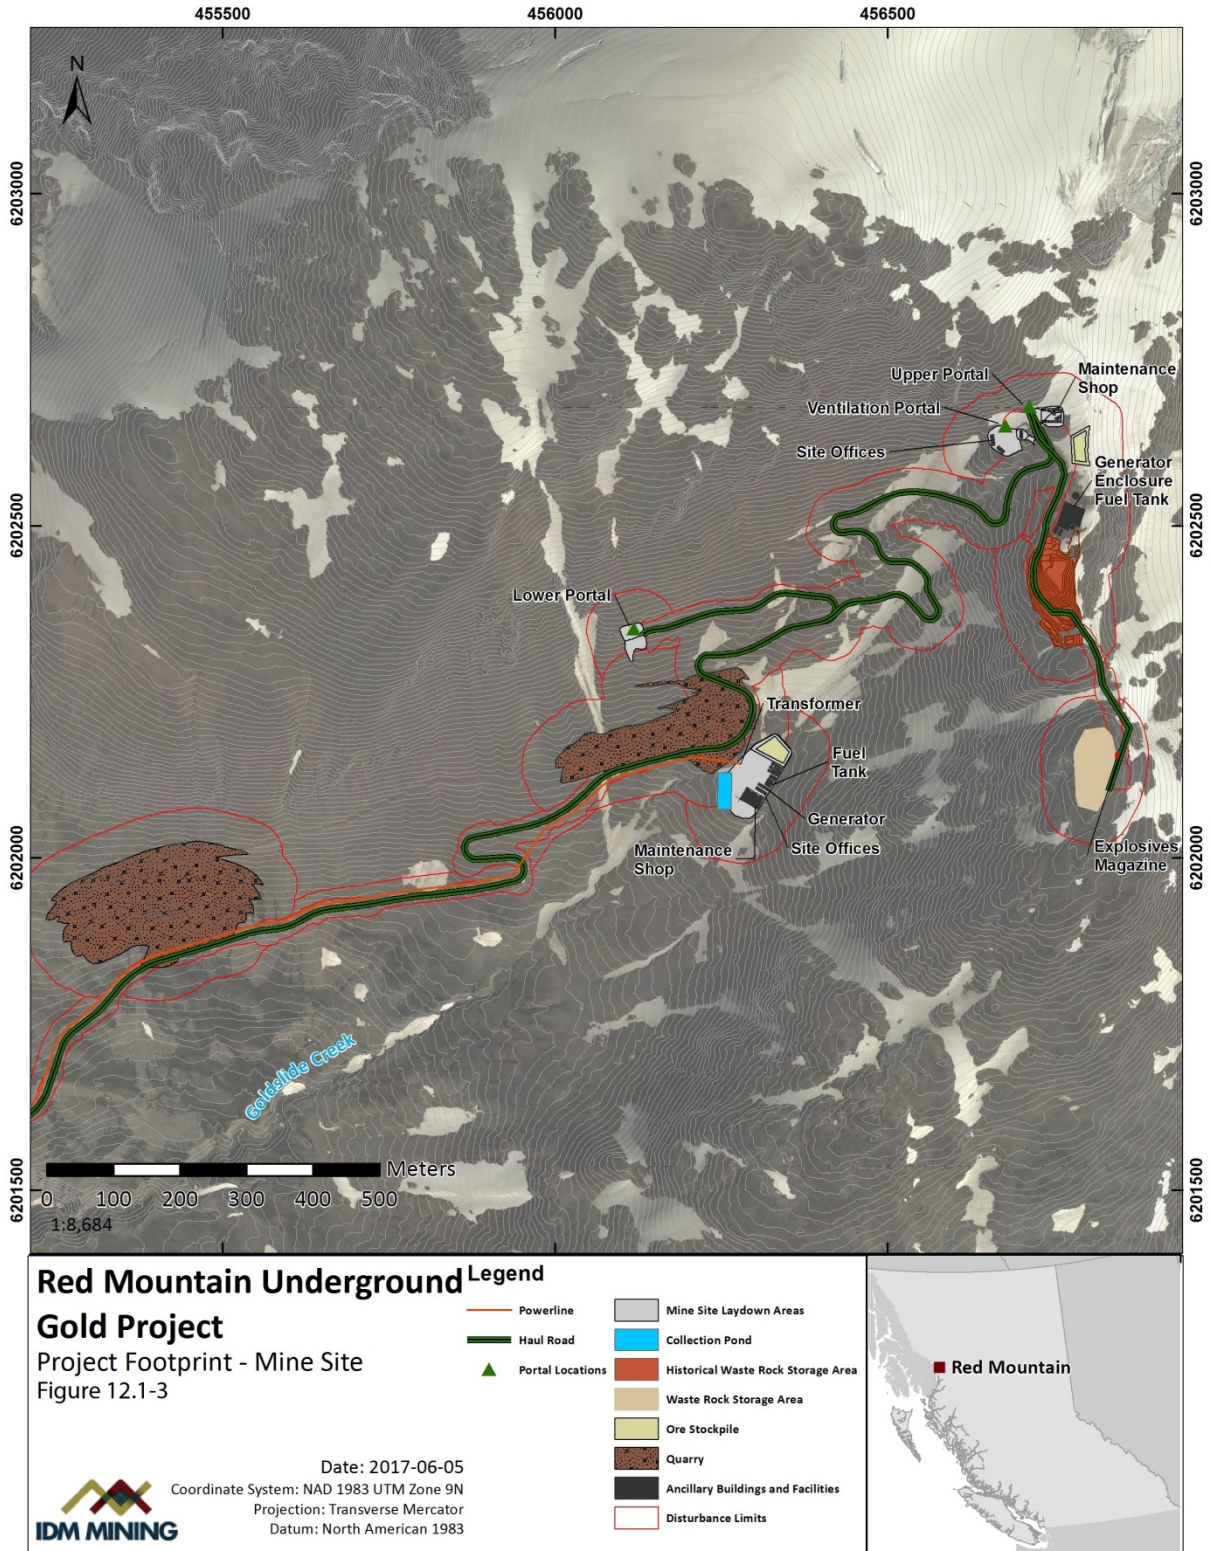 455500
456000
456500
N
6203000
6203000
Upper Portal
Maintenance
Shop
Ventilation Portal
Site Offices
Generator
Enclosure
Fuel Tank
6202500
6202500
Lower Portal
Transformer
Fuel
Tank
Generator
Maintenance
Shop
Site Offices
Explosives
Magazine
6202000
6202000
Goldslide Creek
Meters
0 100 200 300 400 500
1:8,684
6201500
6201500
Red Mountain Underground
Gold Project
Project Footprint - Mine Site
Figure 12.1-3
Date: 2017-06-05
Coordinate System: NAD 1983 UTM Zone 9N
Projection: Transverse Mercator
Datum: North American 1983
IDM MINING
Legend
Powerline
Haul Road
Portal Locations
Mine Site Laydown Areas
Collection Pond
Historical Waste Rock Storage Area
Waste Rock Storage Area
Ore Stockpile
Quarry
Ancillary Buildings and Facilities
Disturbance Limits
Red Mountain